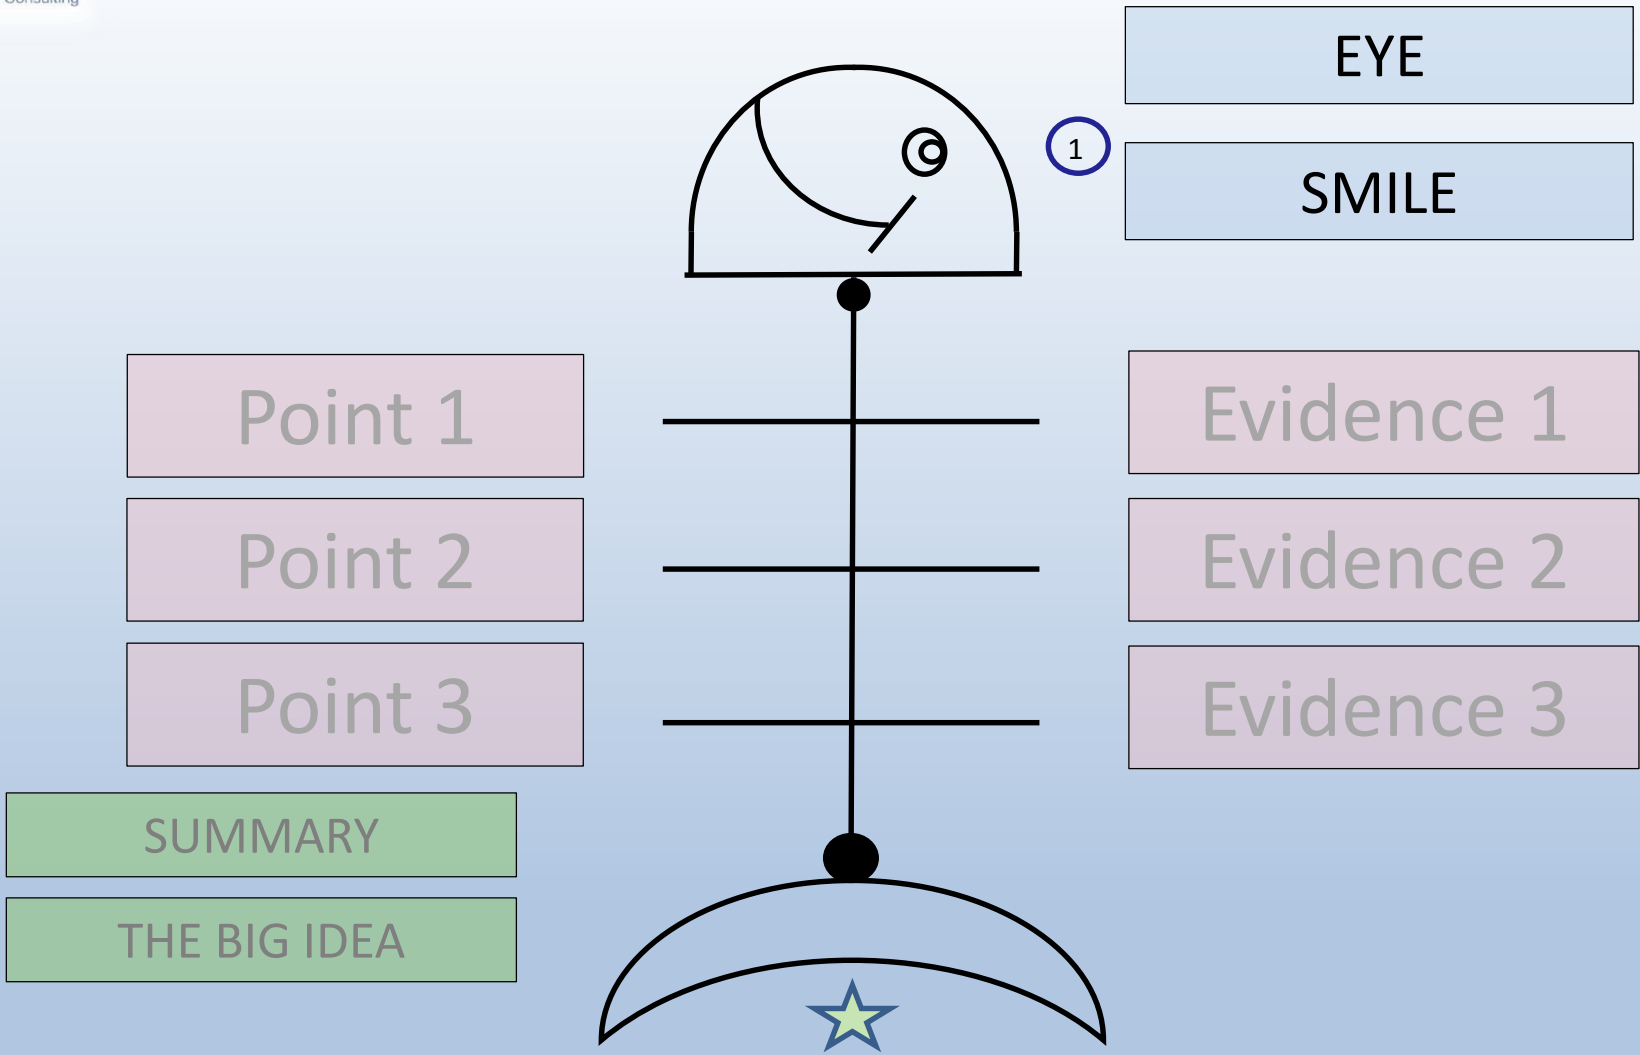 Consulting
EYE
1
SMILE
Point 1
Evidence 1
Point 2
Evidence 2
Point 3
Evidence 3
SUMMARY
THE BIG IDEA